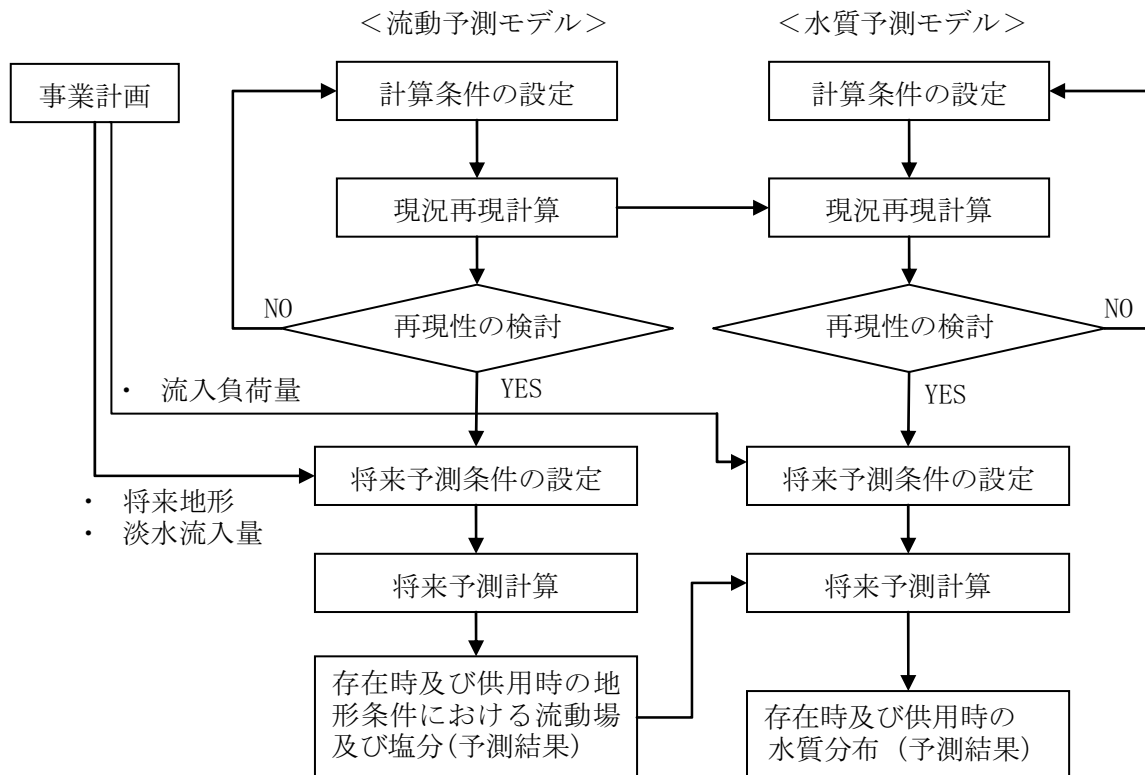 ＜流動予測モデル＞
＜水質予測モデル＞
事業計画
計算条件の設定
計算条件の設定
現況再現計算
現況再現計算
NO
再現性の検討
再現性の検討
NO
・ 流入負荷量
YES
YES
将来予測条件の設定
将来予測条件の設定
・ 将来地形
・ 淡水流入量
将来予測計算
将来予測計算
存在時及び供用時の地
形条件における流動場
及び塩分(予測結果)
存在時及び供用時の
水質分布 (予測結果)